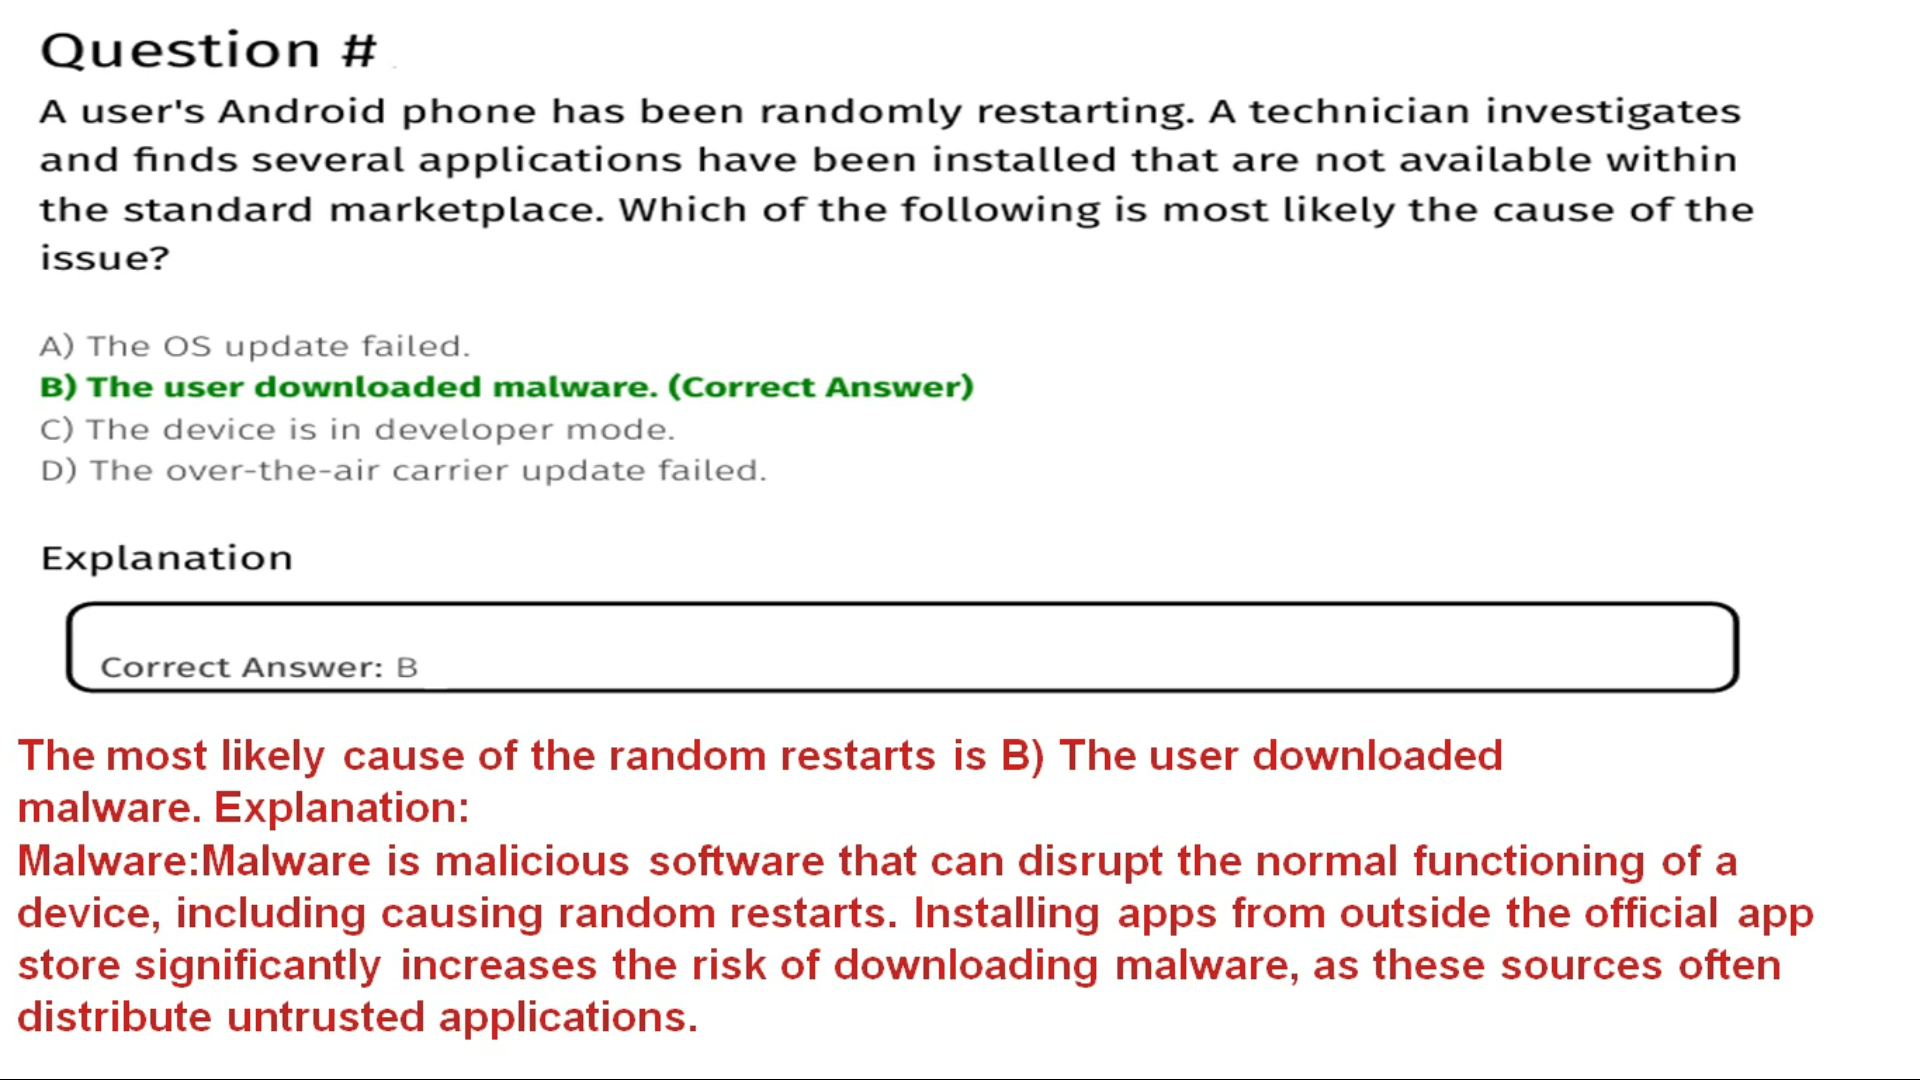 Question #
A user's Android phone has been randomly restarting. A technician investigates
and finds several applications have been installed that are not available within
the standard marketplace. Which of the following is most likely the cause of the
issue?
A) The OS update failed.
B) The user downloaded malware. (Correct Answer)
C) The device is in developer mode.
D) The over-the-air carrier update failed.
Explanation
Correct Answer: B
The most likely cause of the random restarts is B) The user downloaded
malware. Explanation:
Malware:Malware is malicious software that can disrupt the normal functioning of a
device, including causing random restarts. Installing apps from outside the official app
store significantly increases the risk of downloading malware, as these sources often
distribute untrusted applications.